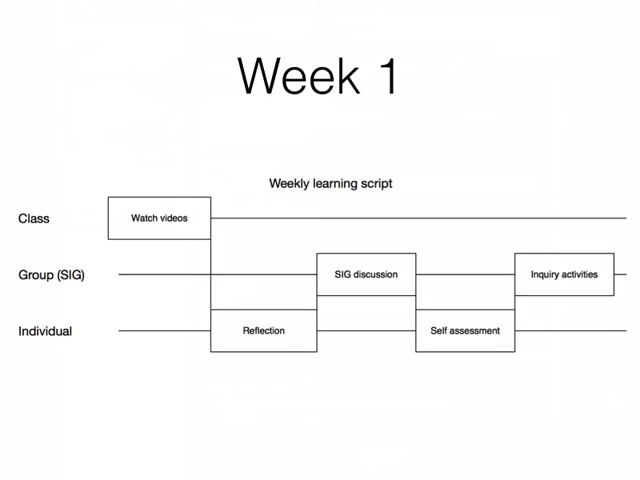 Week 1
Weekly learning script
Class
Watch videos
Group (SIG)
SIG discussion
Inquiry activities
Individual
Reflection
Self assessment